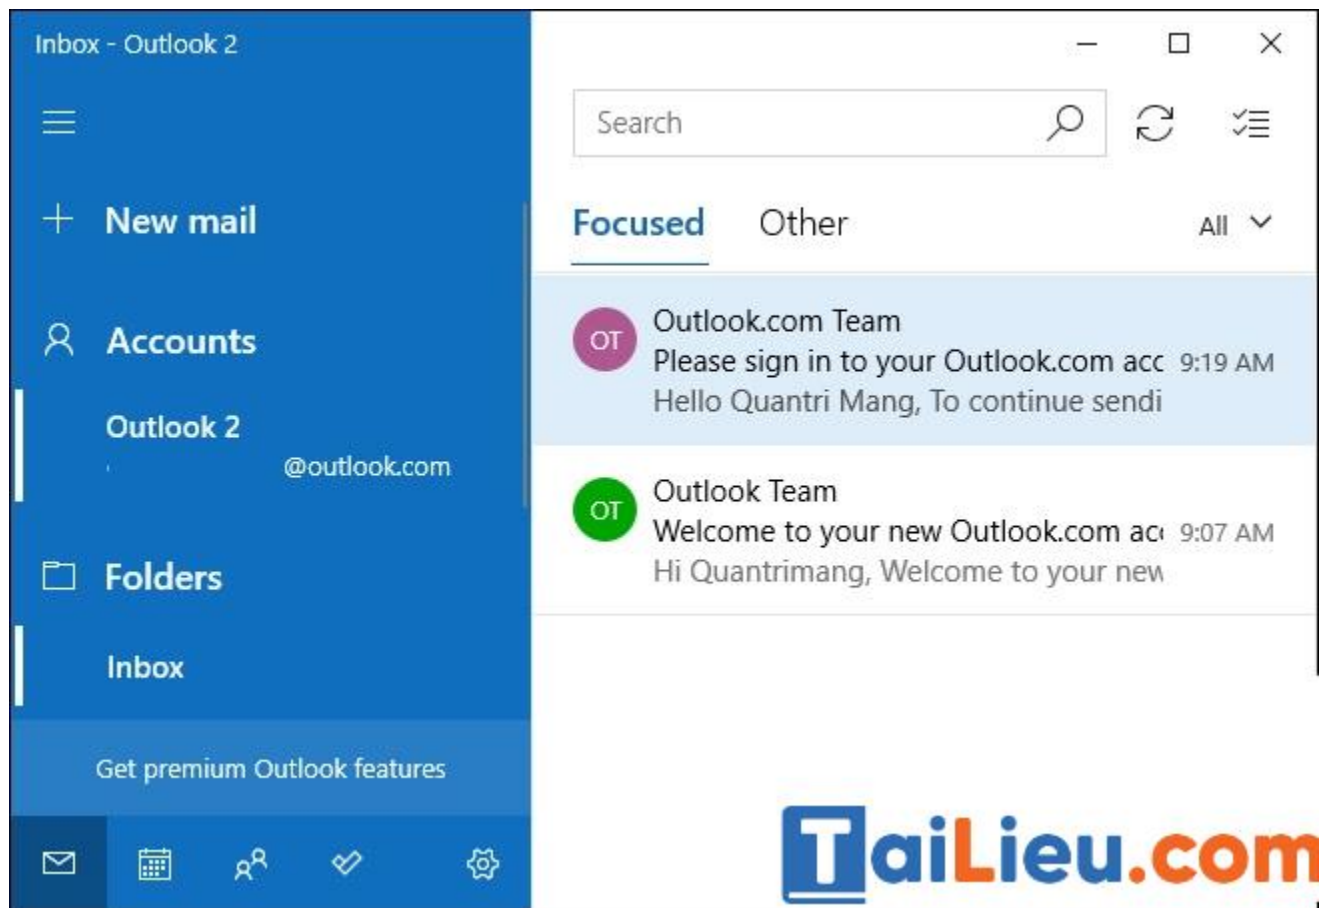 Inbox - Outlook 2
New mail
Accounts
Outlook 2
@outlook.com
Folders
Inbox
Get premium Outlook features
Search
Focused Other All
OT
Outlook.com Team
Please sign in to your Outlook.com acc 9:19 AM
Hello Quantri Mang, To continue sendi
OT
Outlook Team
Welcome to your new Outlook.com acc 9:07 AM
Hi Quantrimang, Welcome to your new
TaiLieu.com